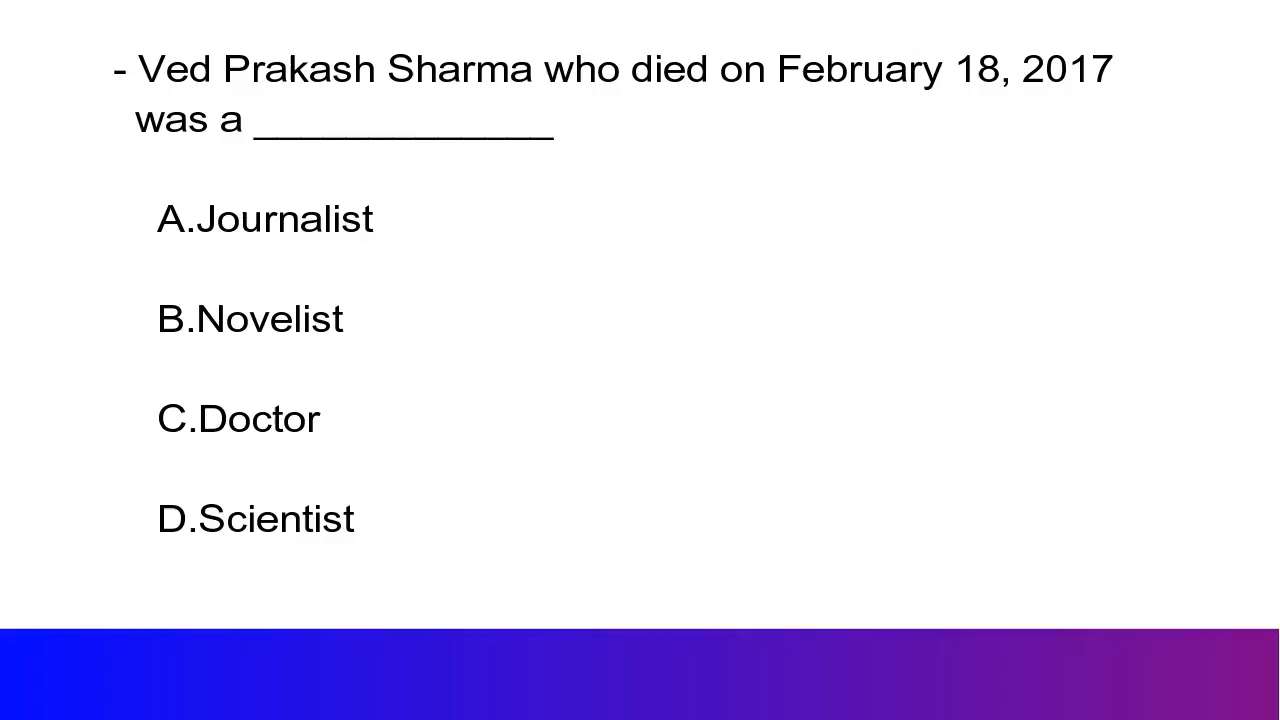 - Ved Prakash Sharma who died on February 18, 2017
was a _____________
A.Journalist
B.Novelist
C.Doctor
D.Scientist